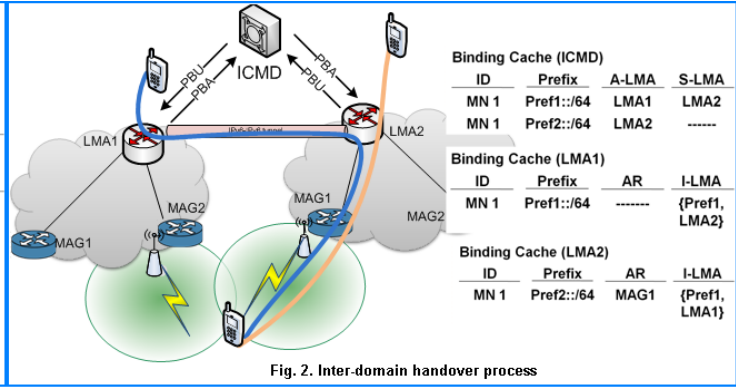 PBU
PBA
ICMD
PBA
PBU
LMA1
IPv6-IPv6 tunnel
LMA2
MAG2
MAG1
MAG1
MAG2
Binding Cache (ICMD)
ID Prefix A-LMA S-LMA
MN 1 Pref1::/64 LMA1 LMA2
MN 1 Pref2::/64 LMA2 ------
Binding Cache (LMA1)
ID Prefix AR I-LMA
MN 1 Pref1::/64 ------- {Pref1,
LMA2}
Binding Cache (LMA2)
ID Prefix AR I-LMA
MN 1 Pref2::/64 MAG1 {Pref1,
LMA1}
Fig. 2. Inter-domain handover process